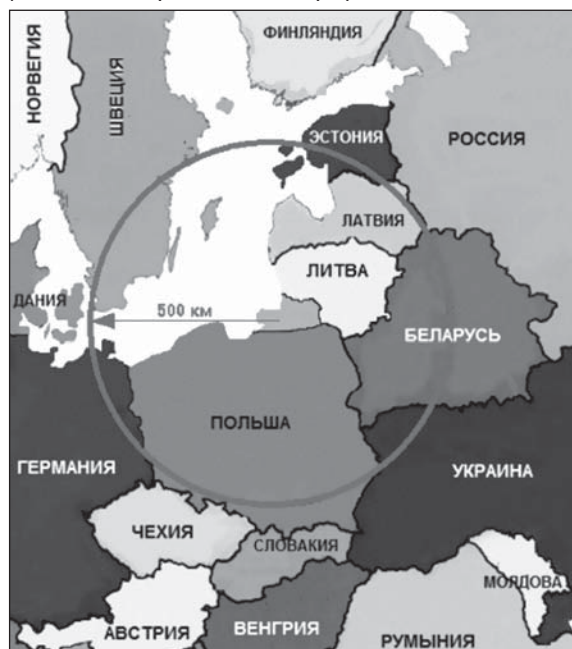 ФИНЛЯНДИЯ
НОРВЕГИЯ
ШВЕЦИЯ
ЭСТОНИЯ
РОССИЯ
ЛАТВИЯ
ЛИТВА
ДАНИЯ
500 км
БЕЛАРУСЬ
ПОЛЬША
ГЕРМАНИЯ
УКРАИНА
ЧЕХИЯ
СЛОВАКИЯ
МОЛДОВА
АВСТРИЯ
ВЕНГРИЯ
РУМЫНИЯ